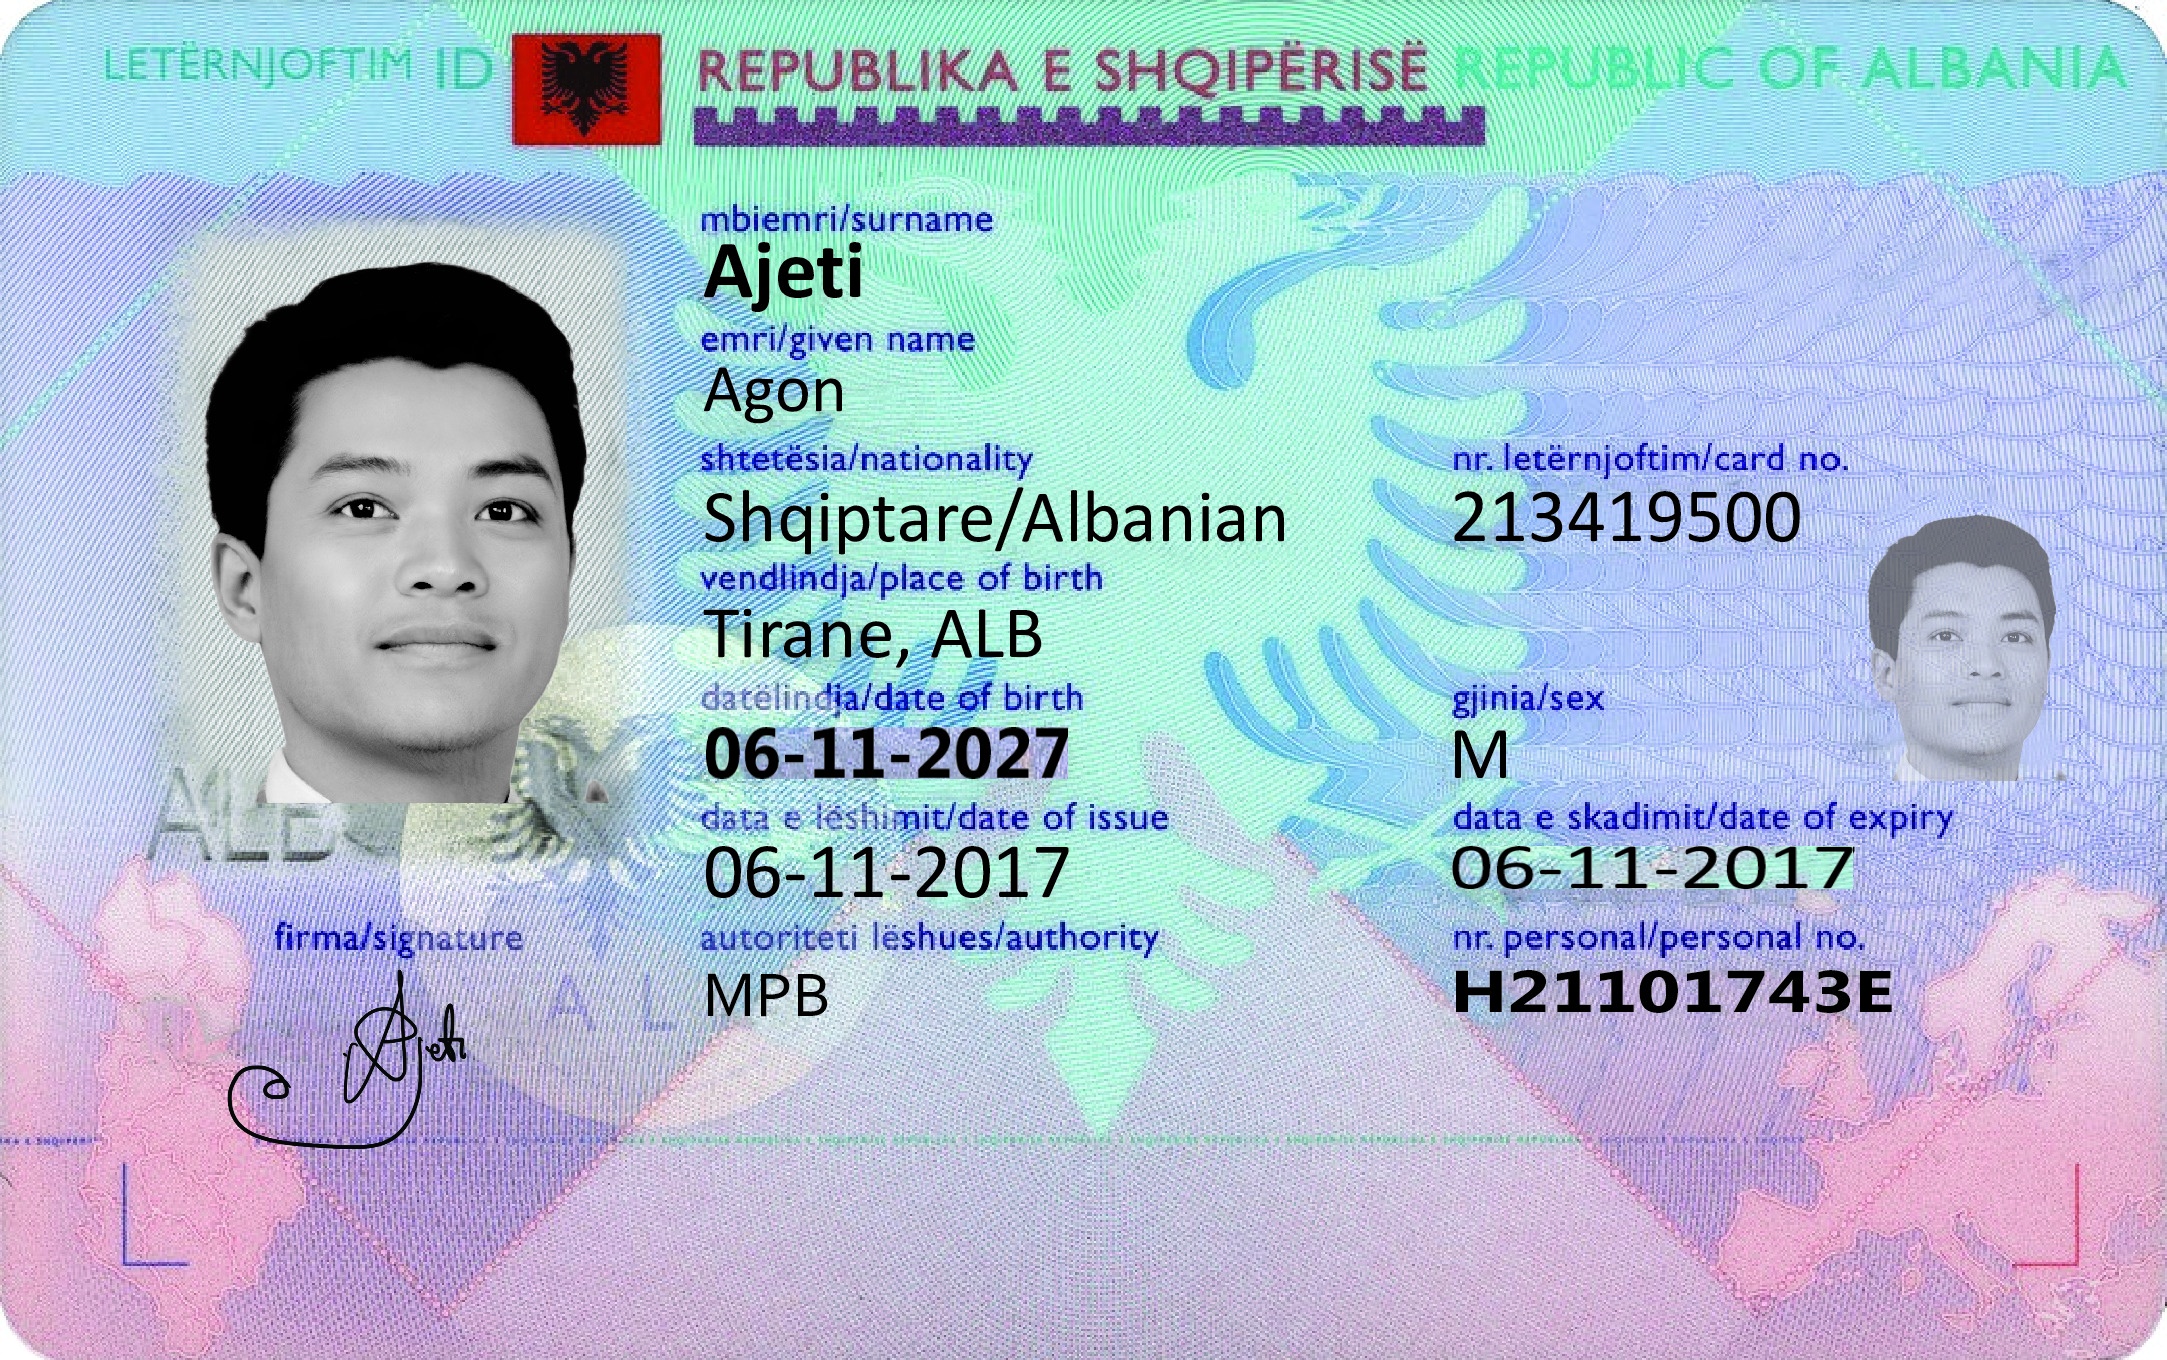 LETËRNJOFTIM ID REPUBLIKA E SHQIPËRISË REPUBLIC OF ALBANIA
mbiemri/surname
Ajeti
emri/given name
Agon
shtetësia/nationality
Shqiptare/Albanian
nr. letërnjoftim/card no.
213419500
vendlindja/place of birth
Tirane, ALB
datëlindja/date of birth
06-11-2027
gjinia/sex
M
data e lëshimit/date of issue
06-11-2017
data e skadimit/date of expiry
06-11-2017
autoriteti lëshues/authority
MPB
nr. personal/personal no.
H21101743E
ALB
firma/signature
A L
Ajeti